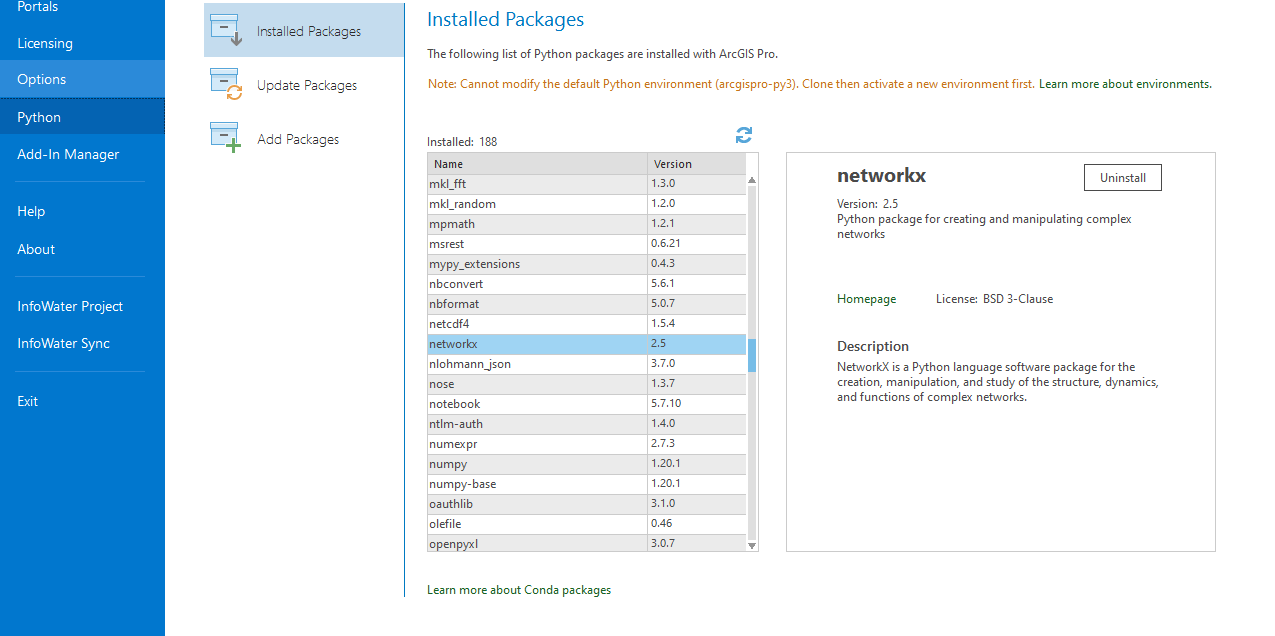 Portals
Licensing
Options
Python
Add-In Manager
Help
About
InfoWater Project
InfoWater Sync
Exit
Installed Packages
Update Packages
Add Packages
Installed Packages
The following list of Python packages are installed with ArcGIS Pro.
Note: Cannot modify the default Python environment (arcgispro-py3). Clone then activate a new environment first. Learn more about environments.
Installed: 188
Name Version
mkl_fft 1.3.0
mkl_random 1.2.0
mpmath 1.2.1
msrest 0.6.21
mypy_extensions 0.4.3
nbconvert 5.6.1
nbformat 5.0.7
netcdf4 1.5.4
networkx 2.5
nlohmann_json 3.7.0
nose 1.3.7
notebook 5.7.10
ntlm-auth 1.4.0
numexpr 2.7.3
numpy 1.20.1
numpy-base 1.20.1
oauthlib 3.1.0
olefile 0.46
openpyxl 3.0.7
Learn more about Conda packages
networkx
Uninstall
Version: 2.5
Python package for creating and manipulating complex
networks
Homepage License: BSD 3-Clause
Description
NetworkX is a Python language software package for the
creation, manipulation, and study of the structure, dynamics,
and functions of complex networks.